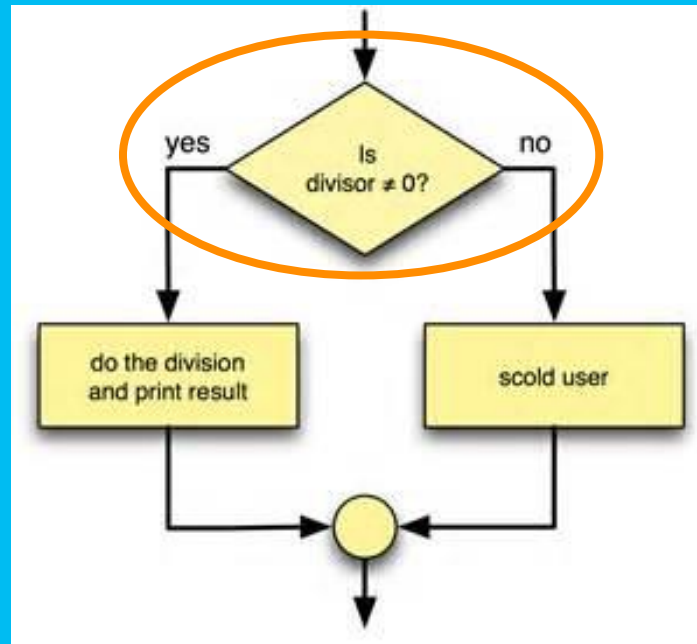 yes
Is
divisor ≠ 0?
no
do the division
and print result
scold user